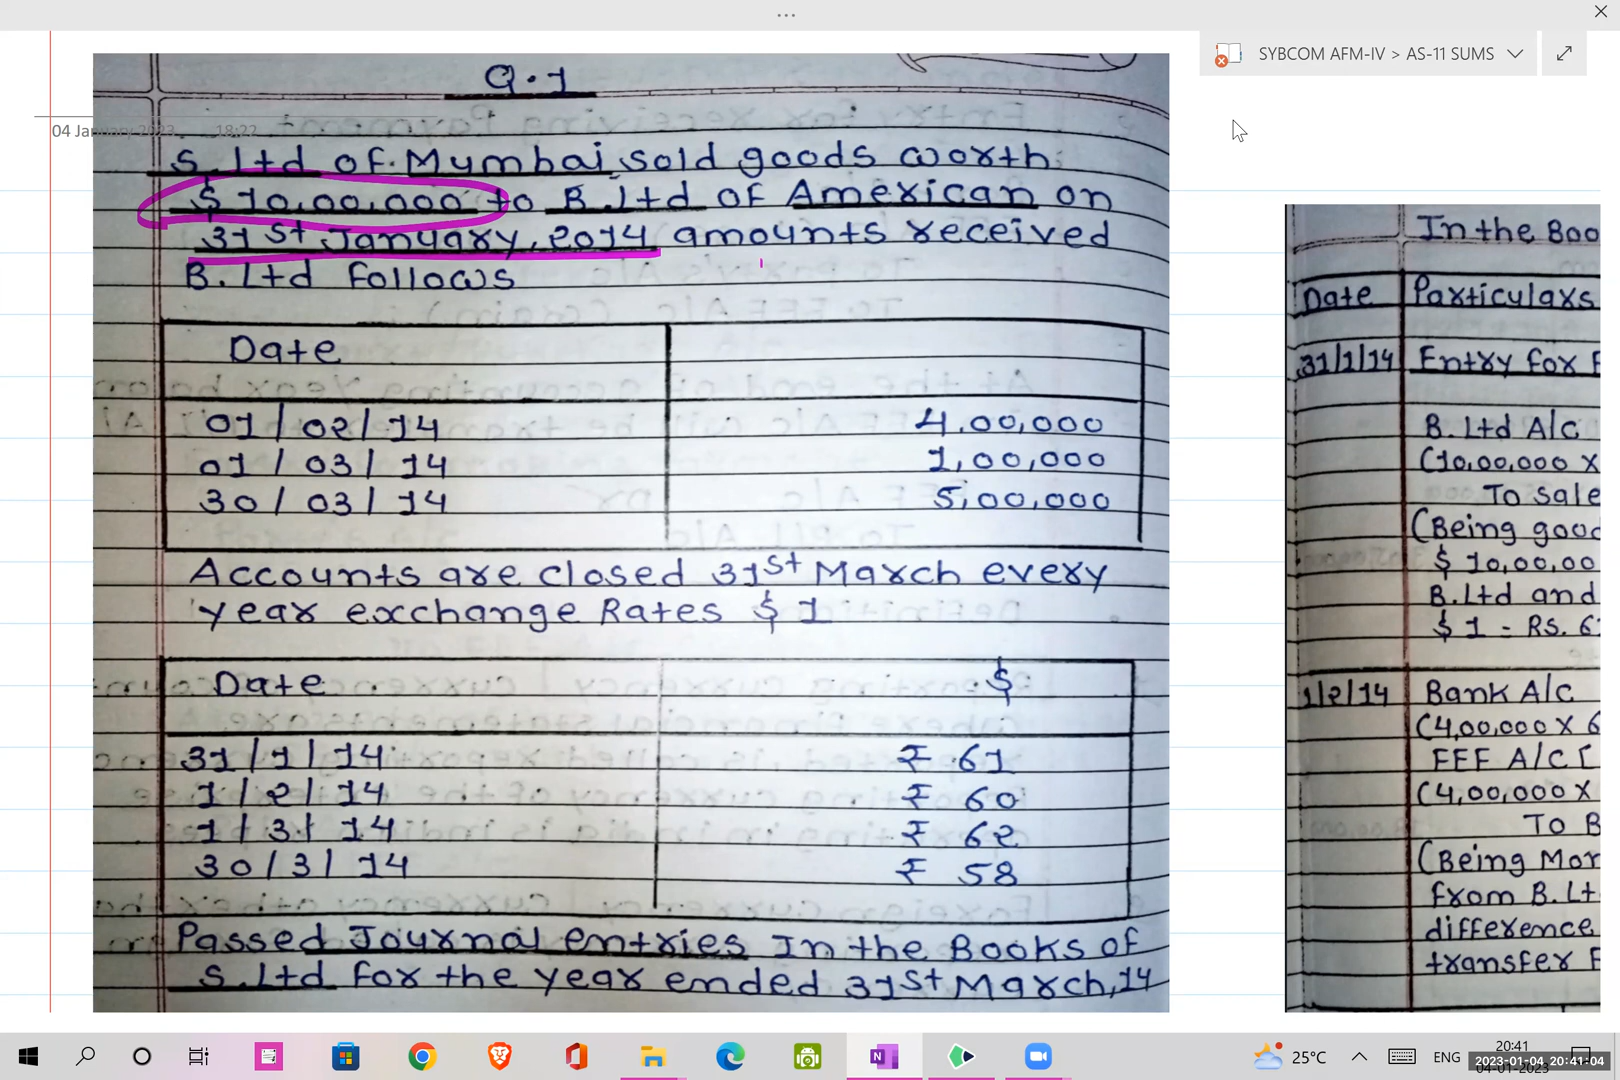 SYBCOM AFM-IV > AS-11 SUMS
Q.1
04 January 2023 18:22
S. Ltd of Mumbai sold goods worth
$ 10,00,000 to B. Ltd of American on
31st January, 2014 amounts received
B. Ltd follows
Date
01 / 02 / 14 4,00,000
01 / 03 / 14 1,00,000
30 / 03 / 14 5,00,000
Accounts are closed 31st March every
year exchange Rates $ 1
Date $
31 / 1 / 14 ₹ 61
1 / 2 / 14 ₹ 60
1 / 3 / 14 ₹ 62
30 / 3 / 14 ₹ 58
Passed Journal entries In the Books of
S. Ltd for the year ended 31st March, 14
In the Boo
Date Particulars
31/1/14 Entry for
B. Ltd A/c
(10,00,000 X
To sale
(Being good
$ 10,00,00
B. Ltd and
$ 1 = Rs. 6
1/2/14 Bank A/c
(4,00,000 X 6
FEF A/C [
(4,00,000 X
To B
(Being Mon
from B. Lt
difference
transfer F
25°C
ENG
20:41
04-01-2023
2023-01-04 20:41:04